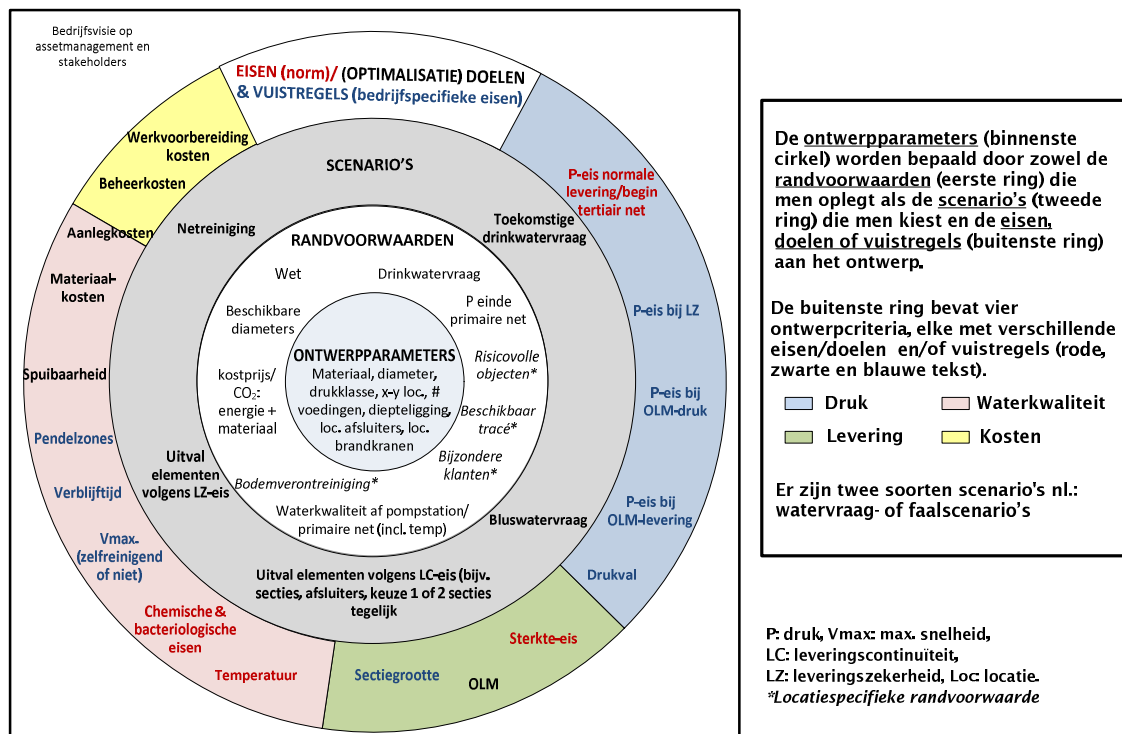 Bedrijfsvisie op
assetmanagement en
stakeholders
EISEN (norm)/ (OPTIMALISATIE) DOELEN
& VUISTREGELS (bedrijfspecifieke eisen)
Werkvoorbereiding
kosten
Beheerkosten
Aanlegkosten
Materiaal-
kosten
Spuibaarheid
Pendelzones
Verblijftijd
Vmax.
(zelfreinigend
of niet)
Chemische &
bacteriologische
eisen
Temperatuur
Sectiegrootte
OLM
Sterkte-eis
Drukval
P-eis bij
OLM-levering
P-eis bij
OLM-druk
P-eis bij LZ
P-eis normale
levering/begin
tertiair net
SCENARIO'S
Netreiniging
Toekomstige
drinkwatervraag
Uitval
elementen
volgens LZ-eis
Bluswatervraag
Uitval elementen volgens LC-eis (bijv.
secties, afsluiters, keuze 1 of 2 secties
tegelijk
RANDVOORWAARDEN
Wet
Drinkwatervraag
Beschikbare
diameters
P einde
primaire net
kostprijs/
CO₂:
energie +
materiaal
Risicovolle
objecten*
Beschikbaar
tracé*
Bijzondere
klanten*
Bodemverontreiniging*
Waterkwaliteit af pompstation/
primaire net (incl. temp)
ONTWERPPARAMETERS
Materiaal, diameter,
drukklasse, x-y loc., #
voedingen, diepteligging,
loc. afsluiters, loc.
brandkranen
De ontwerpparameters (binnenste
cirkel) worden bepaald door zowel de
randvoorwaarden (eerste ring) die
men oplegt als de scenario's (tweede
ring) die men kiest en de eisen,
doelen of vuistregels (buitenste ring)
aan het ontwerp.
De buitenste ring bevat vier
ontwerpcriteria, elke met verschillende
eisen/doelen en/of vuistregels (rode,
zwarte en blauwe tekst).
Druk
Waterkwaliteit
Levering
Kosten
Er zijn twee soorten scenario's nl.:
watervraag- of faalscenario's
P: druk, Vmax: max. snelheid,
LC: leveringscontinuïteit,
LZ: leveringszekerheid, Loc: locatie.
*Locatiespecifieke randvoorwaarde